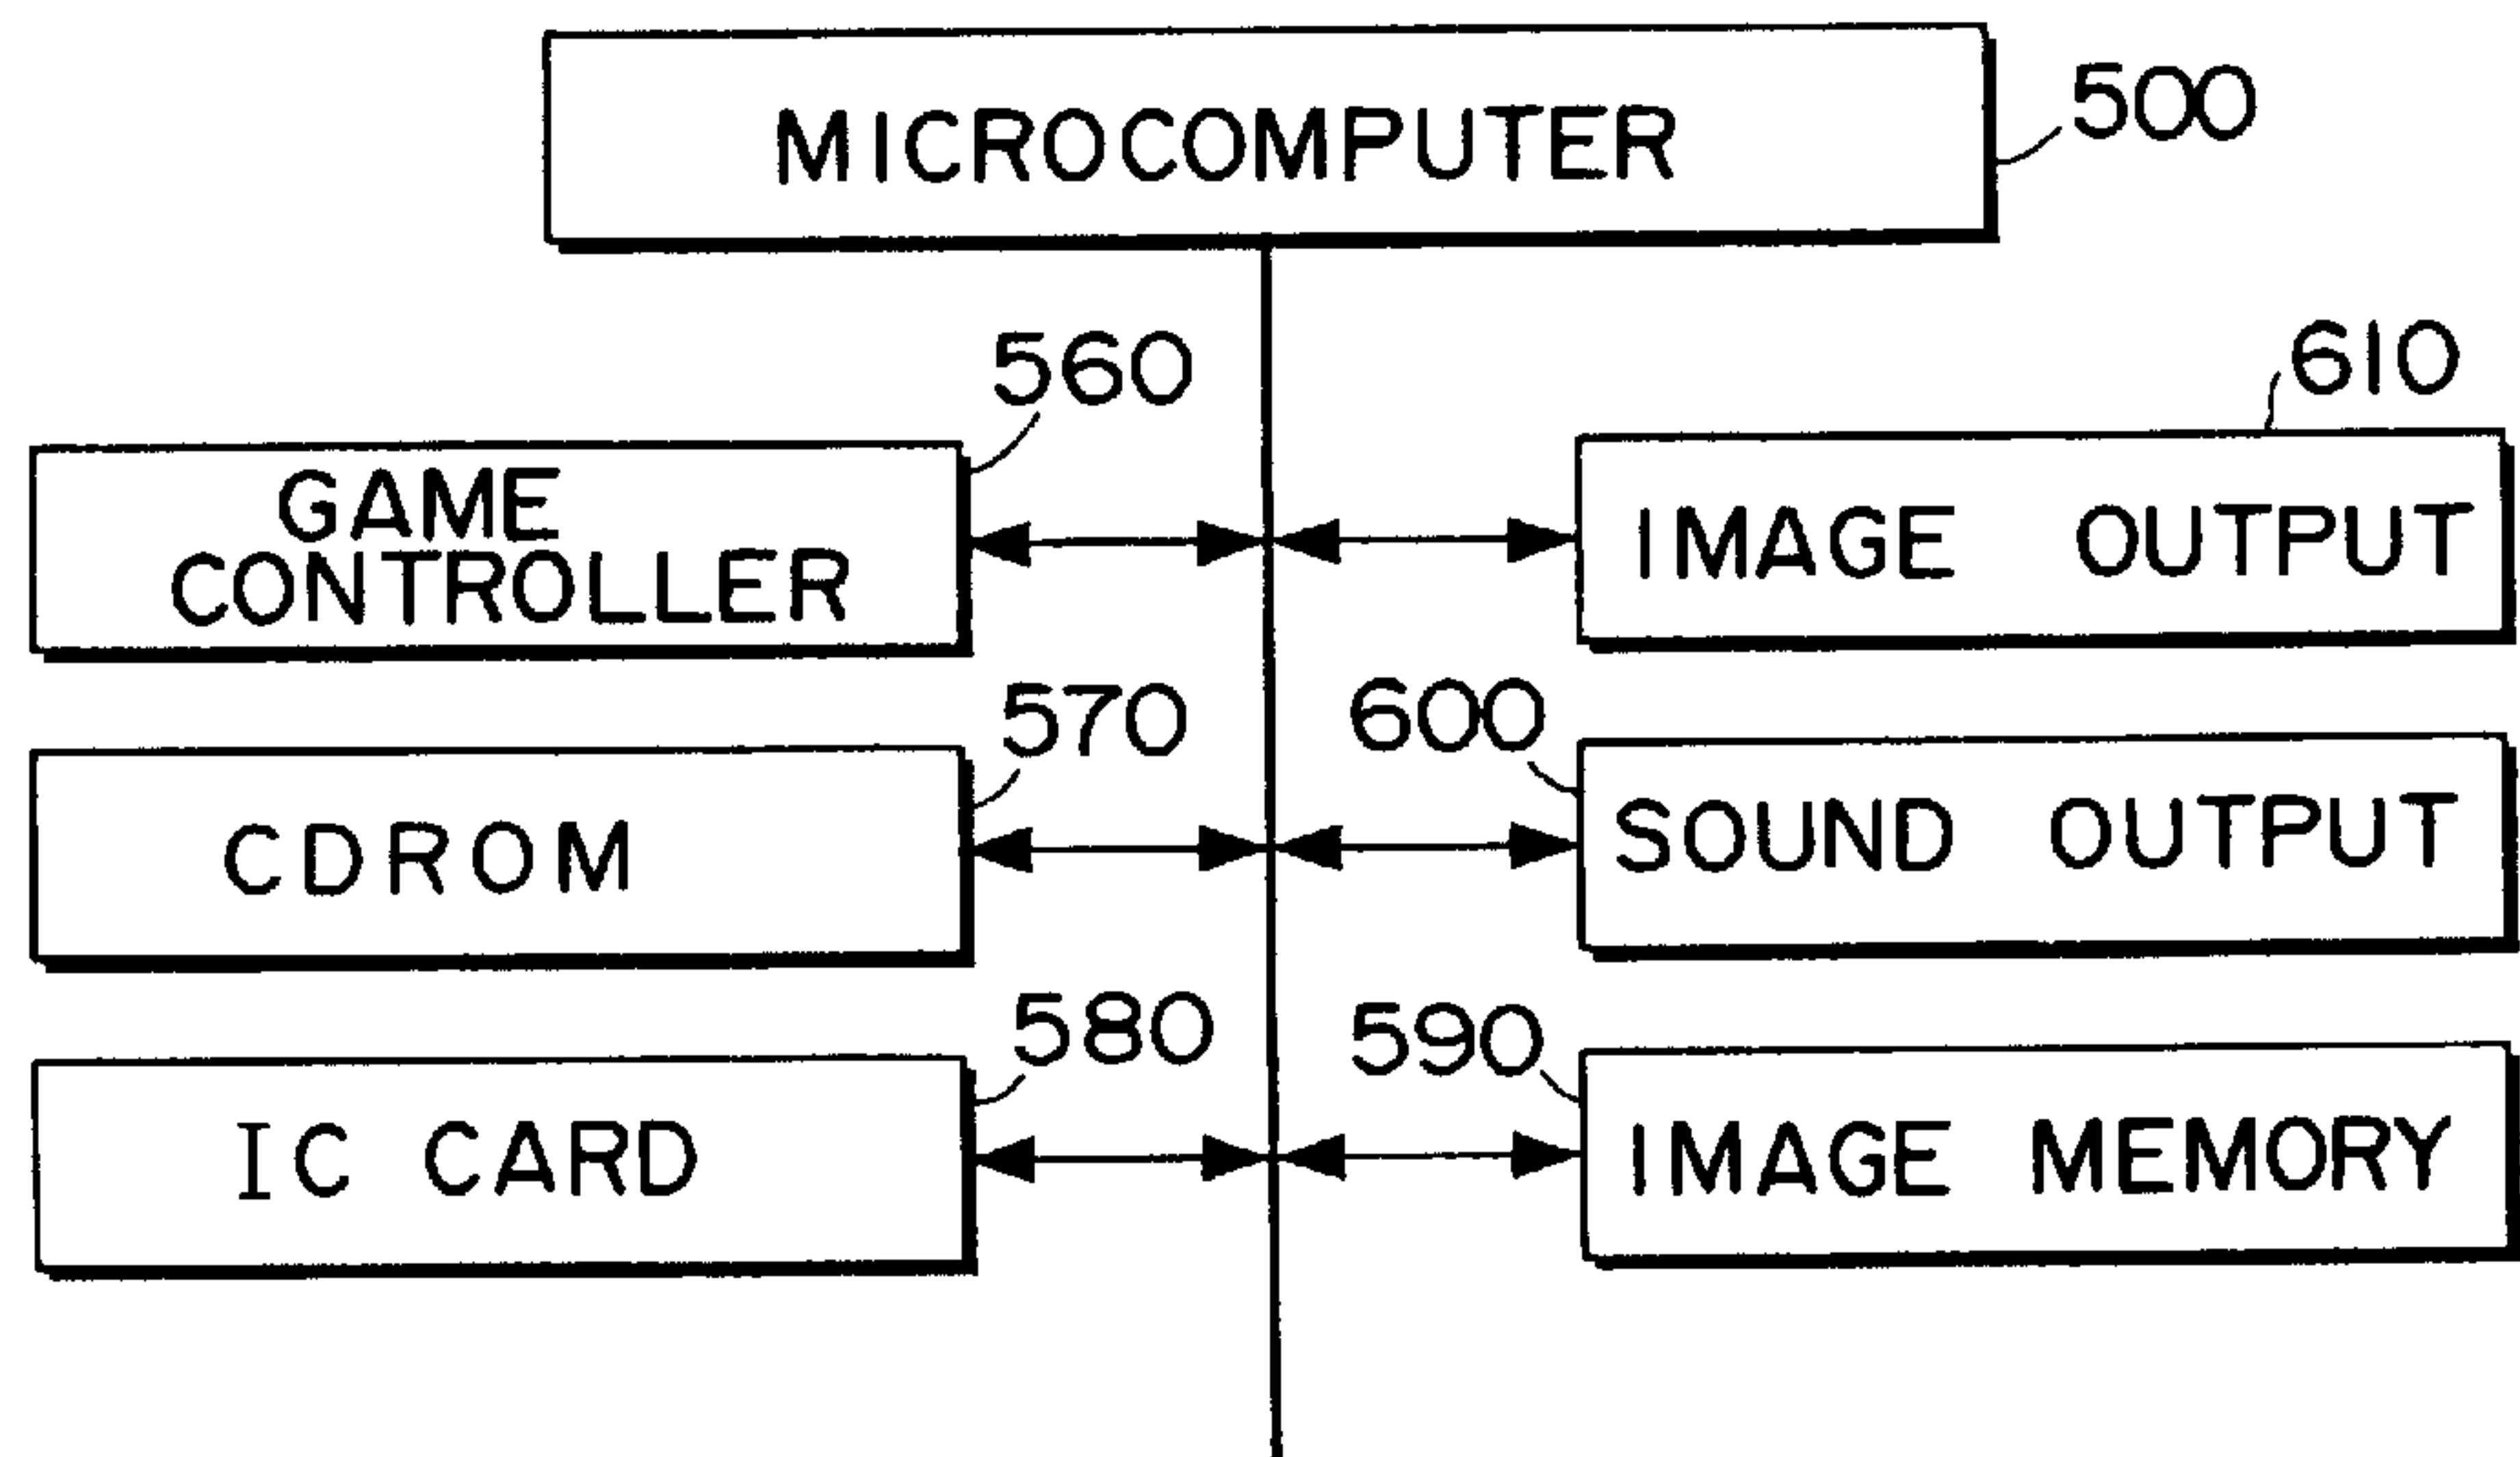 MICROCOMPUTER
500
560
610
GAME
CONTROLLER
IMAGE OUTPUT
570
600
CDROM
SOUND OUTPUT
580
590
IC CARD
IMAGE MEMORY